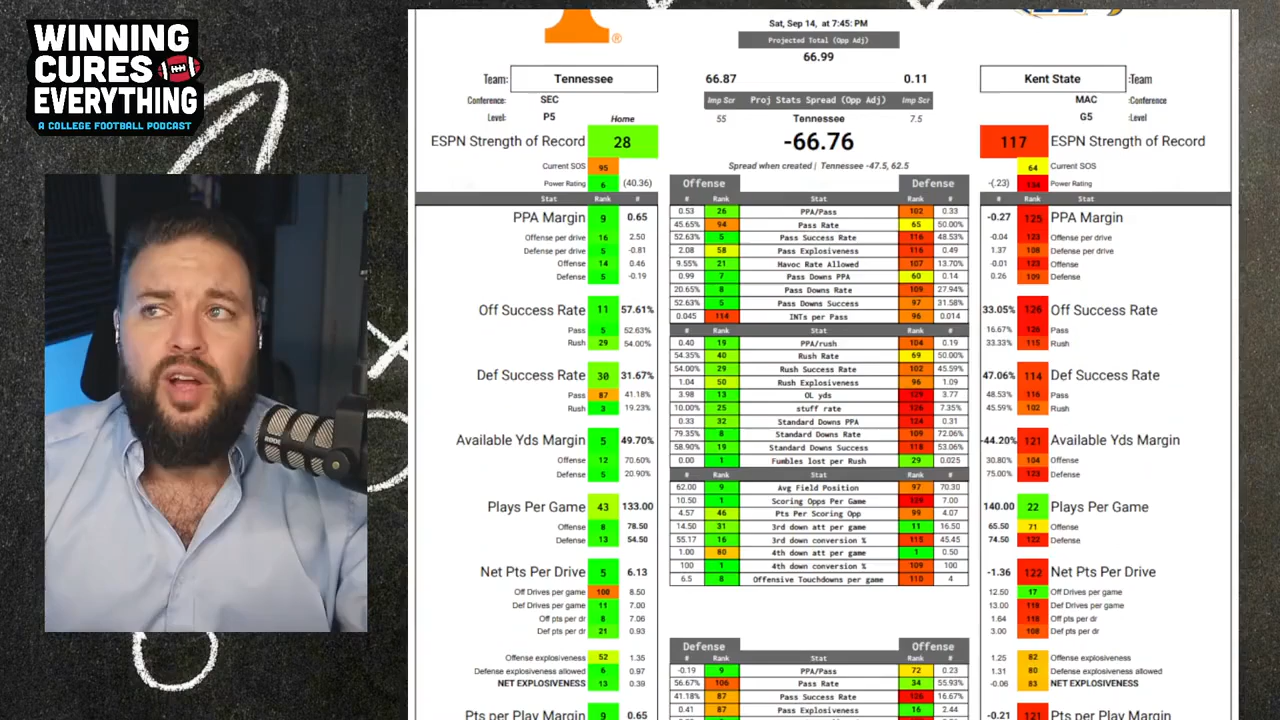 WINNING
CURES
EVERYTHING
A COLLEGE FOOTBALL PODCAST
®
Sat, Sep 14, at 7:45: PM
Projected Total (Opp Adj)
66.99
Team: Tennessee 66.87 0.11 Kent State :Team
Conference: SEC Imp Scr Proj Stats Spread (Opp Adj) Imp Scr MAC :Conference
Level: P5 Home 55 Tennessee 7.5 G5 :Level
ESPN Strength of Record 28 -66.76 117 ESPN Strength of Record
Current SOS 95 Spread when created | Tennessee -47.5, 62.5 64 Current SOS
Power Rating 6 (40.36) Offense Defense -(.23) Power Rating
Stat Rank # # Rank Stat Rank # # Rank Stat
PPA Margin 9 0.65 -0.27 125 PPA Margin
Offense per drive 16 2.50 -0.04 123 Offense per drive
Defense per drive 5 -0.81 1.37 108 Defense per drive
Offense 14 0.46 -0.01 123 Offense
Defense 5 -0.19 0.26 109 Defense
Off Success Rate 11 57.61% 33.05% 126 Off Success Rate
Pass 5 52.63% 16.67% 126 Pass
Rush 29 54.00% 33.33% 115 Rush
Def Success Rate 30 31.67% 47.06% 114 Def Success Rate
Pass 87 41.18% 48.53% 116 Pass
Rush 3 19.23% 45.59% 102 Rush
Available Yds Margin 5 49.70% -44.20% 121 Available Yds Margin
Offense 12 70.60% 30.80% 104 Offense
Defense 5 20.90% 75.00% 123 Defense
Plays Per Game 43 133.00 140.00 22 Plays Per Game
Offense 8 78.50 65.50 71 Offense
Defense 13 54.50 74.50 122 Defense
Net Pts Per Drive 5 6.13 -1.36 122 Net Pts Per Drive
Off Drives per game 100 8.50 12.50 17 Off Drives per game
Def Drives per game 11 7.00 13.00 118 Def Drives per game
Off pts per dr 8 7.06 1.64 118 Off pts per dr
Def pts per dr 21 0.93 3.00 108 Def pts per dr
Offense explosiveness 52 1.35 1.25 82 Offense explosiveness
Defense explosiveness allowed 6 0.97 1.31 80 Defense explosiveness allowed
NET EXPLOSIVENESS 13 0.39 -0.06 83 NET EXPLOSIVENESS
Pts per Play Margin 9 0.65 -0.21 121 Pts per Play Margin
0.53 26 PPA/Pass 102 0.33
45.65% 94 Pass Rate 65 50.00%
52.63% 5 Pass Success Rate 116 48.53%
2.08 58 Pass Explosiveness 116 0.49
9.55% 21 Havoc Rate Allowed 107 13.70%
0.99 7 Pass Downs PPA 60 0.14
20.65% 8 Pass Downs Rate 109 27.94%
52.63% 5 Pass Downs Success 97 31.58%
0.045 114 INTs per Pass 96 0.014
# Rank Stat Rank #
0.40 19 PPA/rush 104 0.19
54.35% 40 Rush Rate 69 50.00%
54.00% 29 Rush Success Rate 102 45.59%
1.04 50 Rush Explosiveness 96 1.09
3.98 13 OL yds 129 3.77
10.00% 25 stuff rate 126 7.35%
0.33 32 Standard Downs PPA 124 0.31
79.35% 8 Standard Downs Rate 109 72.06%
58.90% 19 Standard Downs Success 118 53.06%
0.00 1 Fumbles lost per Rush 29 0.025
# Rank Stat Rank #
62.00 9 Avg Field Position 97 70.30
10.50 1 Scoring Opps Per Game 129 7.00
4.57 46 Pts Per Scoring Opp 99 4.07
14.50 31 3rd down att per game 11 16.50
55.17 16 3rd down conversion % 115 45.45
1.00 80 4th down att per game 1 0.50
100 1 4th down conversion % 109 100
6.5 8 Offensive Touchdowns per game 110 4
Defense Offense
# Rank Stat Rank #
-0.19 9 PPA/Pass 72 0.23
56.67% 106 Pass Rate 34 55.93%
41.18% 87 Pass Success Rate 126 16.67%
0.41 87 Pass Explosiveness 16 2.44